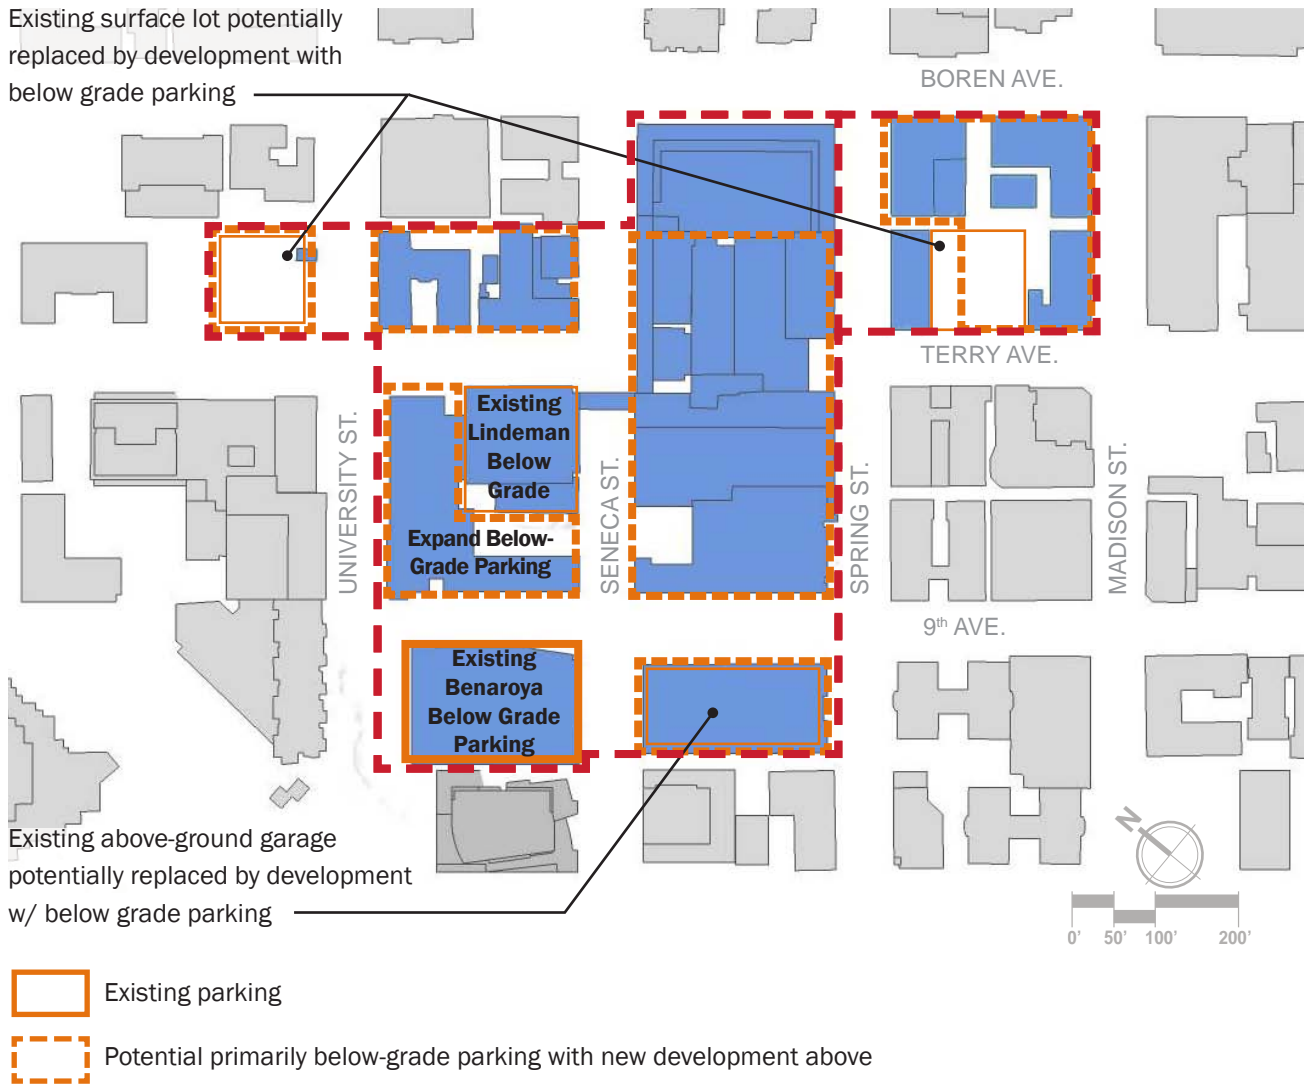 Existing surface lot potentially
replaced by development with
below grade parking
BOREN AVE.
TERRY AVE.
UNIVERSITY ST.
Existing
Lindeman
Below
Grade
SENECA ST.
SPRING ST.
MADISON ST.
Expand Below-
Grade Parking
9th AVE.
Existing
Benaroya
Below Grade
Parking
Existing above-ground garage
potentially replaced by development
w/ below grade parking
N
0' 50' 100' 200'
Existing parking
Potential primarily below-grade parking with new development above